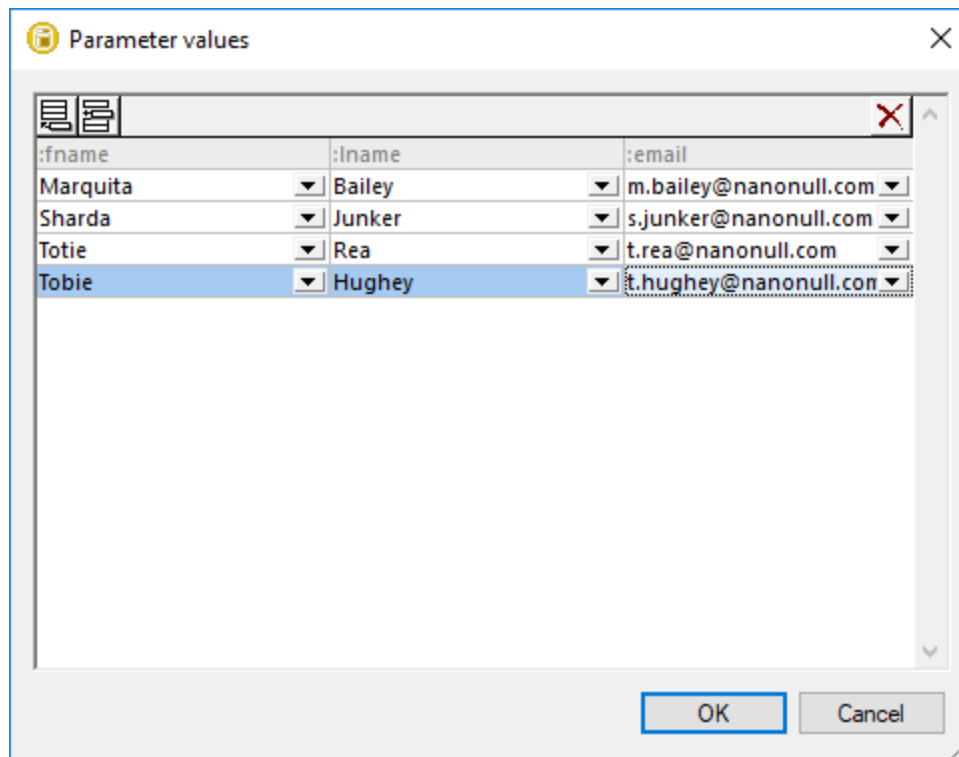 Parameter values
:fname :lname :email
Marquita Bailey m.bailey@nanonull.com
Sharda Junker s.junker@nanonull.com
Totie Rea t.rea@nanonull.com
Tobie Hughey t.hughey@nanonull.com
OK Cancel